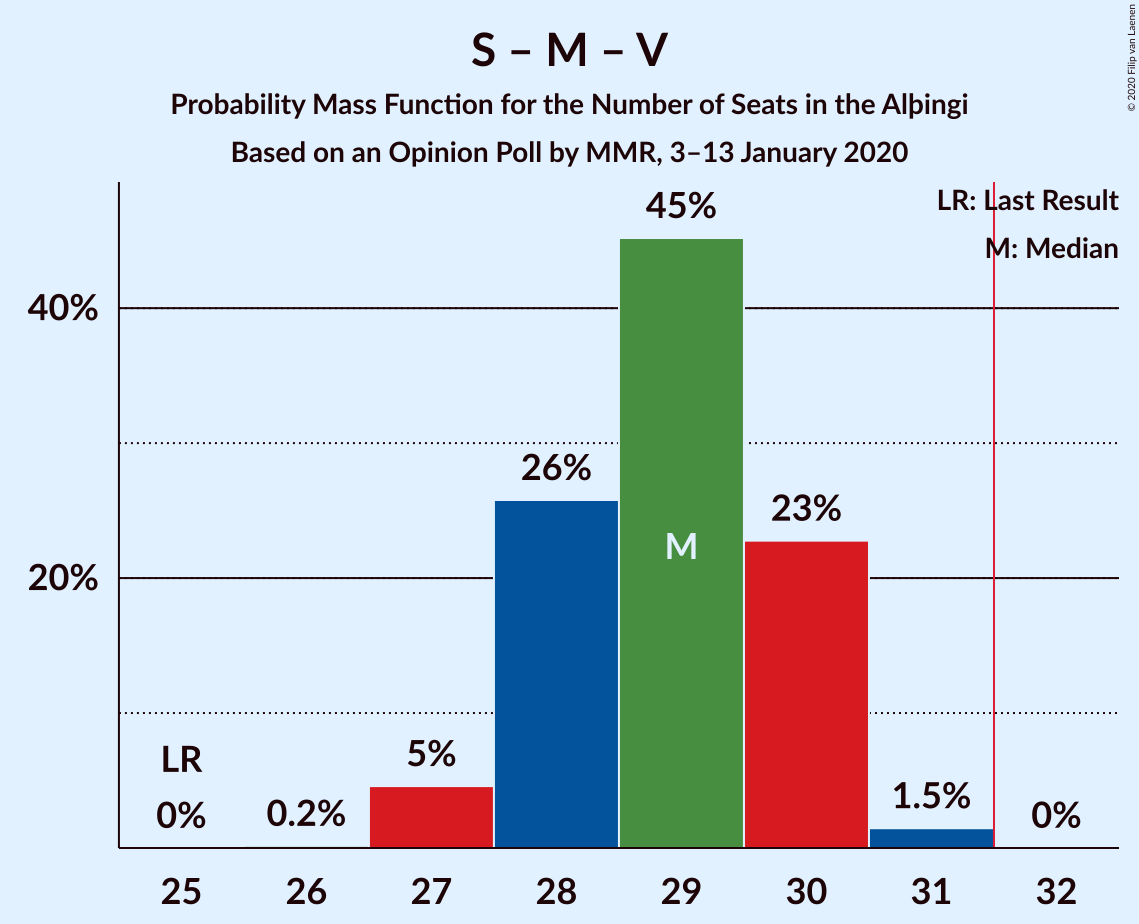 S – M – V
Probability Mass Function for the Number of Seats in the Alþingi
Based on an Opinion Poll by MMR, 3–13 January 2020
© 2020 Filip van Laenen
LR: Last Result
M: Median
40%
20%
LR
0%
0.2%
5%
26%
45%
M
23%
1.5%
0%
25 26 27 28 29 30 31 32